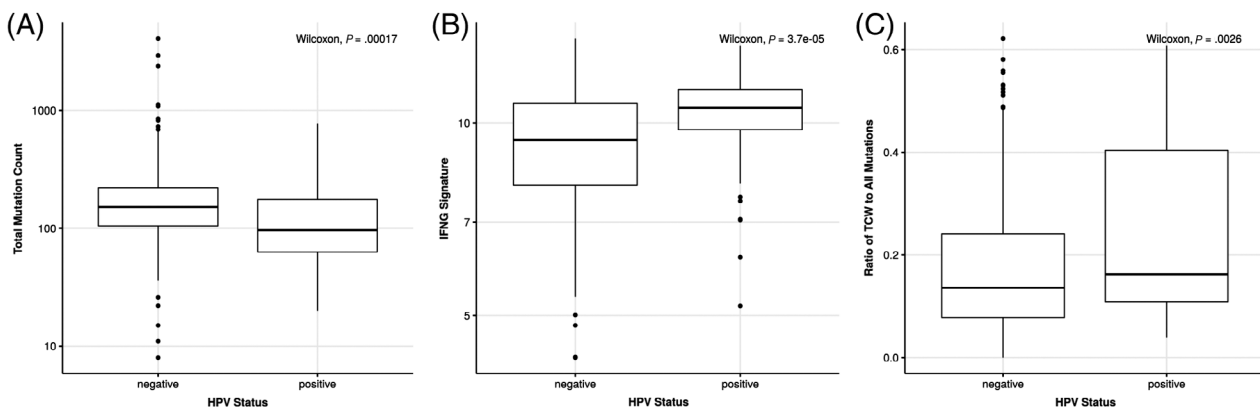 (A)
Wilcoxon, P = .00017
Total Mutation Count
1000
100
10
negative
positive
HPV Status
(B)
Wilcoxon, P = 3.7e-05
IFNG Signature
10
7
5
negative
positive
HPV Status
(C)
Wilcoxon, P = .0026
Ratio of TCW to All Mutations
0.6
0.4
0.2
0.0
negative
positive
HPV Status